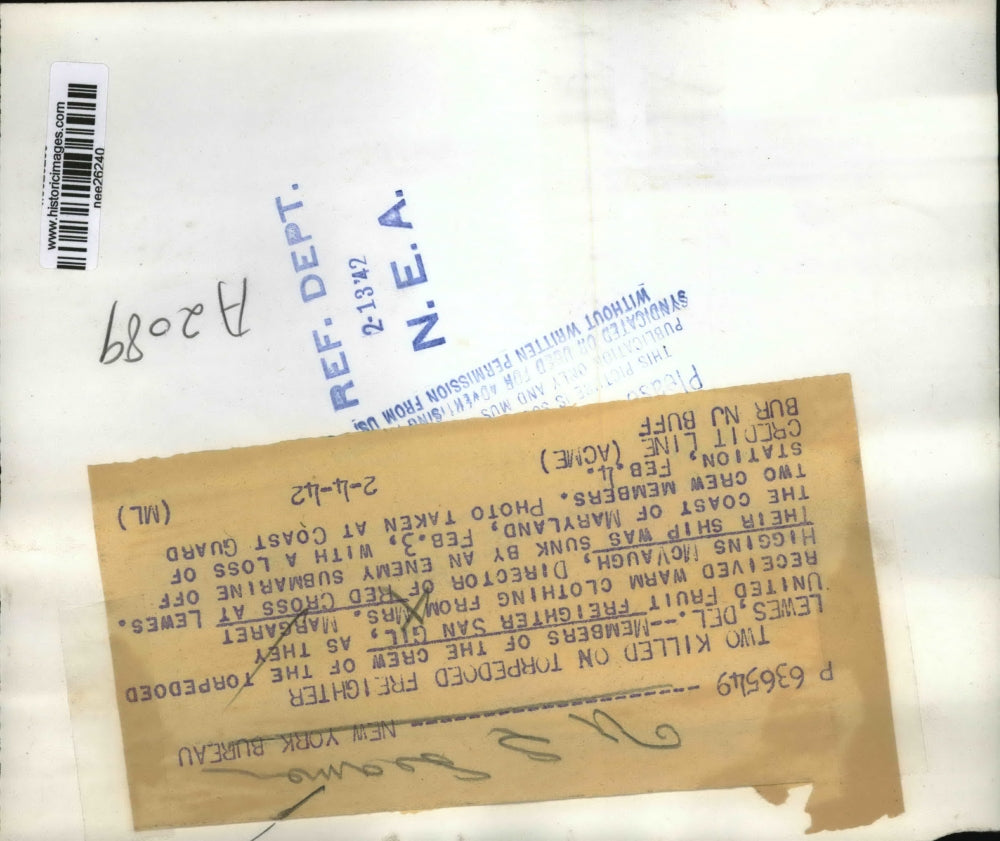 www.historicimages.com
nee26240
A2089
REF. DEPT.
2-13'42
N. E. A.
Please
THIS PICTURE IS
PUBLICATION ONLY AND
SYNDICATED OR USED FOR ADVERTISING
WITHOUT WRITTEN PERMISSION FROM US.
P 636549 -------------------- NEW YORK BUREAU
TWO KILLED ON TORPEDOED FREIGHTER
LEWES, DEL.--MEMBERS OF THE CREW OF THE TORPEDOED
UNITED FRUIT FREIGHTER SAN GIL, AS THEY
RECEIVED WARM CLOTHING FROM MRS. MARGARET
HIGGINS McVAUGH, DIRECTOR OF RED CROSS AT LEWES.
THEIR SHIP WAS SUNK BY AN ENEMY SUBMARINE OFF
THE COAST OF MARYLAND, FEB.3, WITH A LOSS OF
TWO CREW MEMBERS. PHOTO TAKEN AT COAST GUARD
STATION, FEB.4.
CREDIT LINE (ACME) 2-4-42 (ML)
BUR NJ BUFF